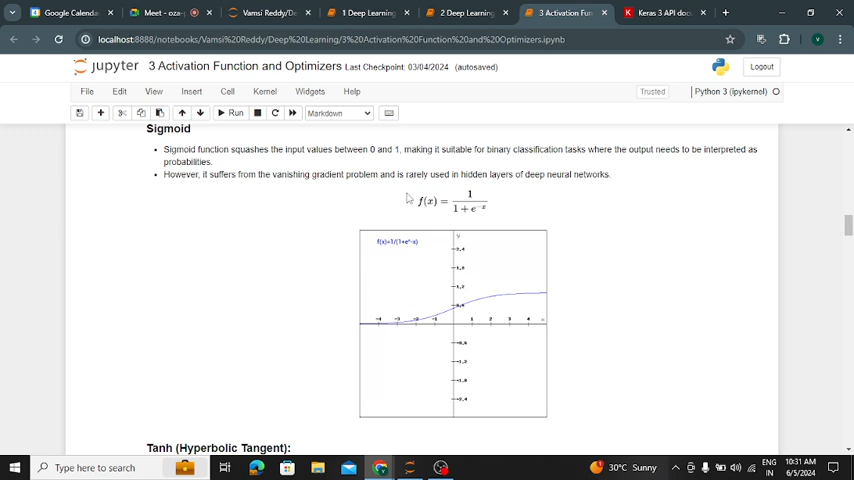 Google Calenda
Meet - oza-p
Vamsi Reddy/De
1 Deep Learning
2 Deep Learning
3 Activation Fun
Keras 3 API docu
localhost:8888/notebooks/Vamsi%20Reddy/Deep%20Learning/3%20Activation%20Function%20and%20Optimizers.ipynb
jupyter 3 Activation Function and Optimizers Last Checkpoint: 03/04/2024 (autosaved)
Logout
File Edit View Insert Cell Kernel Widgets Help
Trusted
Python 3 (ipykernel)
Run
Markdown
Sigmoid
• Sigmoid function squashes the input values between 0 and 1, making it suitable for binary classification tasks where the output needs to be interpreted as
probabilities.
• However, it suffers from the vanishing gradient problem and is rarely used in hidden layers of deep neural networks.
f(x) = 1 / (1 + e^-x)
f(x)=1/(1+e^-x)
y
Tanh (Hyperbolic Tangent):
Type here to search
30°C Sunny
ENG
IN
10:31 AM
6/5/2024